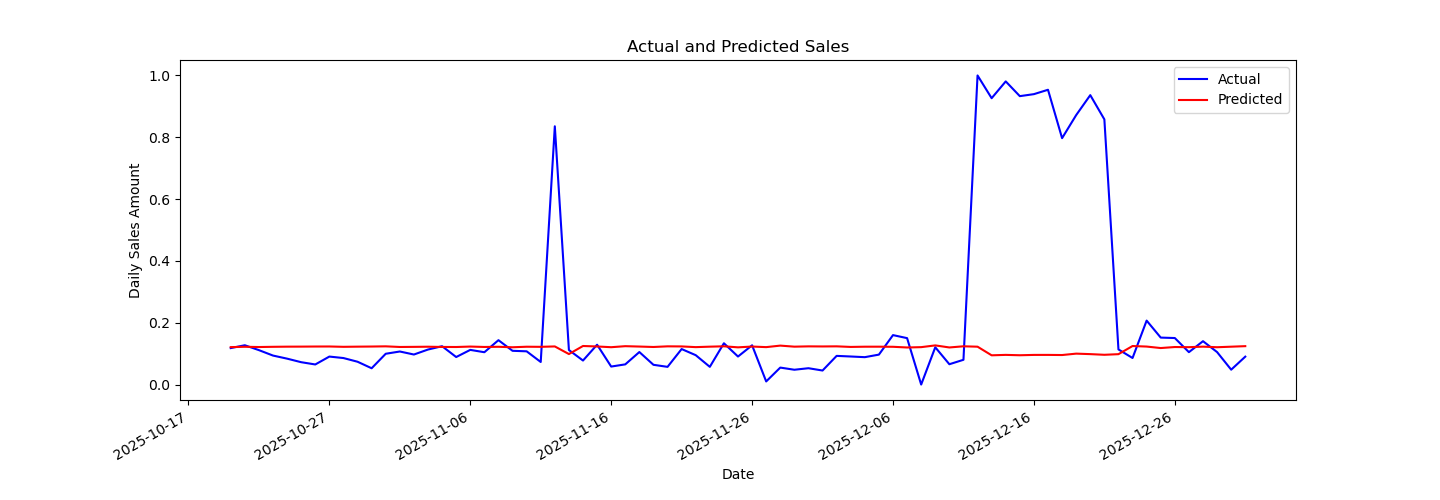 Actual and Predicted Sales
Actual
Predicted
Daily Sales Amount
1.0
0.8
0.6
0.4
0.2
0.0
2025-10-17
2025-10-27
2025-11-06
2025-11-16
2025-11-26
2025-12-06
2025-12-16
2025-12-26
Date